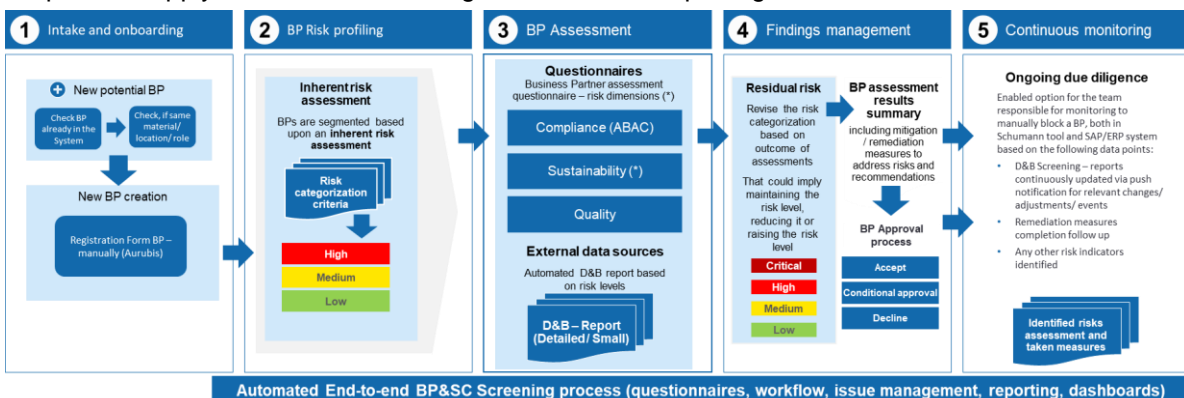 1 Intake and onboarding
New potential BP
Check BP
already in the
System
Check, if same
material/
location/role
New BP creation
Registration Form BP –
manually (Aurubis)
2 BP Risk profiling
Inherent risk
assessment
BPs are segmented based
upon an inherent risk
assessment
Risk
categorization
criteria
High
Medium
Low
3 BP Assessment
Questionnaires
Business Partner assessment
questionnaire – risk dimensions (*)
Compliance (ABAC)
Sustainability (*)
Quality
External data sources
Automated D&B report based
on risk levels
D&B – Report
(Detailed/ Small)
4 Findings management
Residual risk
Revise the risk
categorization
based on
outcome of
assessments
That could imply
maintaining the
risk level,
reducing it or
raising the risk
level
Critical
High
Medium
Low
BP assessment
results
summary
including mitigation
/ remediation
measures to
address risks and
recommendations
BP Approval
process
Accept
Conditional approval
Decline
5 Continuous monitoring
Ongoing due diligence
Enabled option for the team
responsible for monitoring to
manually block a BP, both in
Schumann tool and SAP/ERP system
based on the following data points:
• D&B Screening – reports
continuously updated via push
notification for relevant changes/
adjustments/ events
• Remediation measures
completion follow up
• Any other risk indicators
identified
Identified risks
assessment and
taken measures
Automated End-to-end BP&SC Screening process (questionnaires, workflow, issue management, reporting, dashboards)